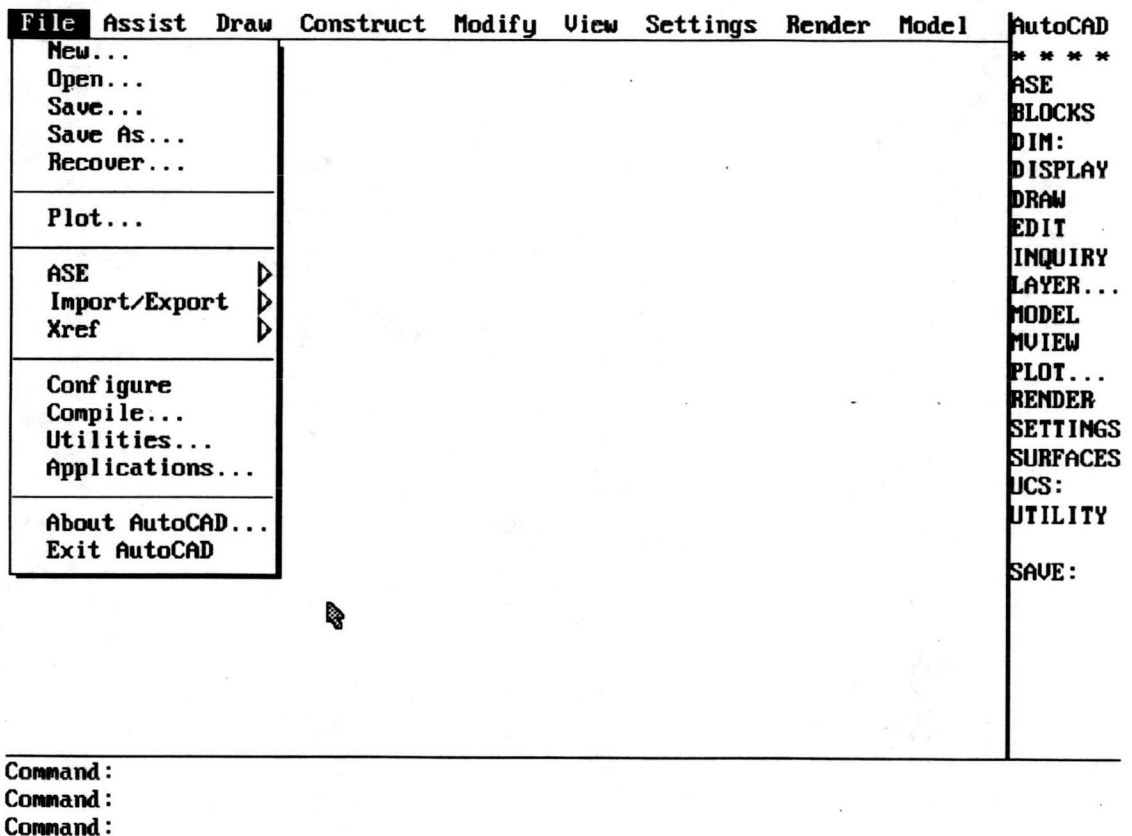 File Assist Draw Construct Modify View Settings Render Model
New...
Open...
Save...
Save As...
Recover...
Plot...
ASE
Import/Export
Xref
Configure
Compile...
Utilities...
Applications...
About AutoCAD...
Exit AutoCAD
AutoCAD
* * * *
ASE
BLOCKS
DIM:
DISPLAY
DRAW
EDIT
INQUIRY
LAYER...
MODEL
MVIEW
PLOT...
RENDER
SETTINGS
SURFACES
UCS:
UTILITY
SAVE:
Command:
Command:
Command: